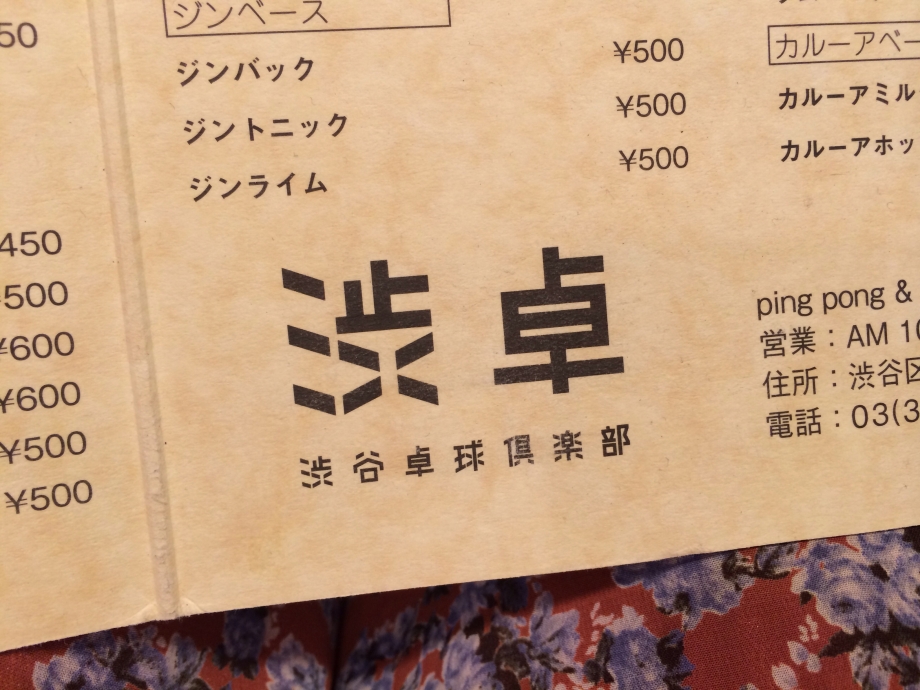 50
450
500
¥600
¥600
¥500
¥500
ジンベース
ジンバック ¥500
ジントニック ¥500
ジンライム ¥500
渋卓
渋谷卓球倶楽部
カルーアベー
カルーアミル
カルーアホッ
ping pong &
営業：AM 10
住所：渋谷区
電話：03(3